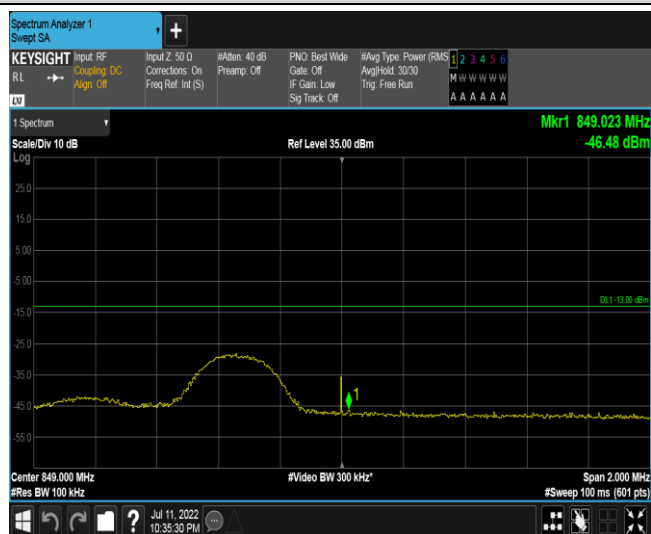 Spectrum Analyzer 1
Swept SA
+
KEYSIGHT
RL
LXI
Input: RF
Coupling: DC
Align: Off
Input Z: 50 Ω
Corrections: On
Freq Ref: Int (S)
#Atten: 40 dB
Preamp: Off
PNO: Best Wide
Gate: Off
IF Gain: Low
Sig Track: Off
#Avg Type: Power (RMS
Avg|Hold: 30/30
Trig: Free Run
1 2 3 4 5 6
M W W W W W
A A A A A A
1 Spectrum
Mkr1 849.023 MHz
-46.48 dBm
Scale/Div 10 dB
Ref Level 35.00 dBm
Log
25.0
15.0
5.00
-5.00
DL1 -13.00 dBm
-15.0
-25.0
-35.0
1
-45.0
-55.0
Center 849.000 MHz
#Video BW 300 kHz*
Span 2.000 MHz
#Res BW 100 kHz
#Sweep 100 ms (601 pts)
?
Jul 11, 2022
10:35:30 PM